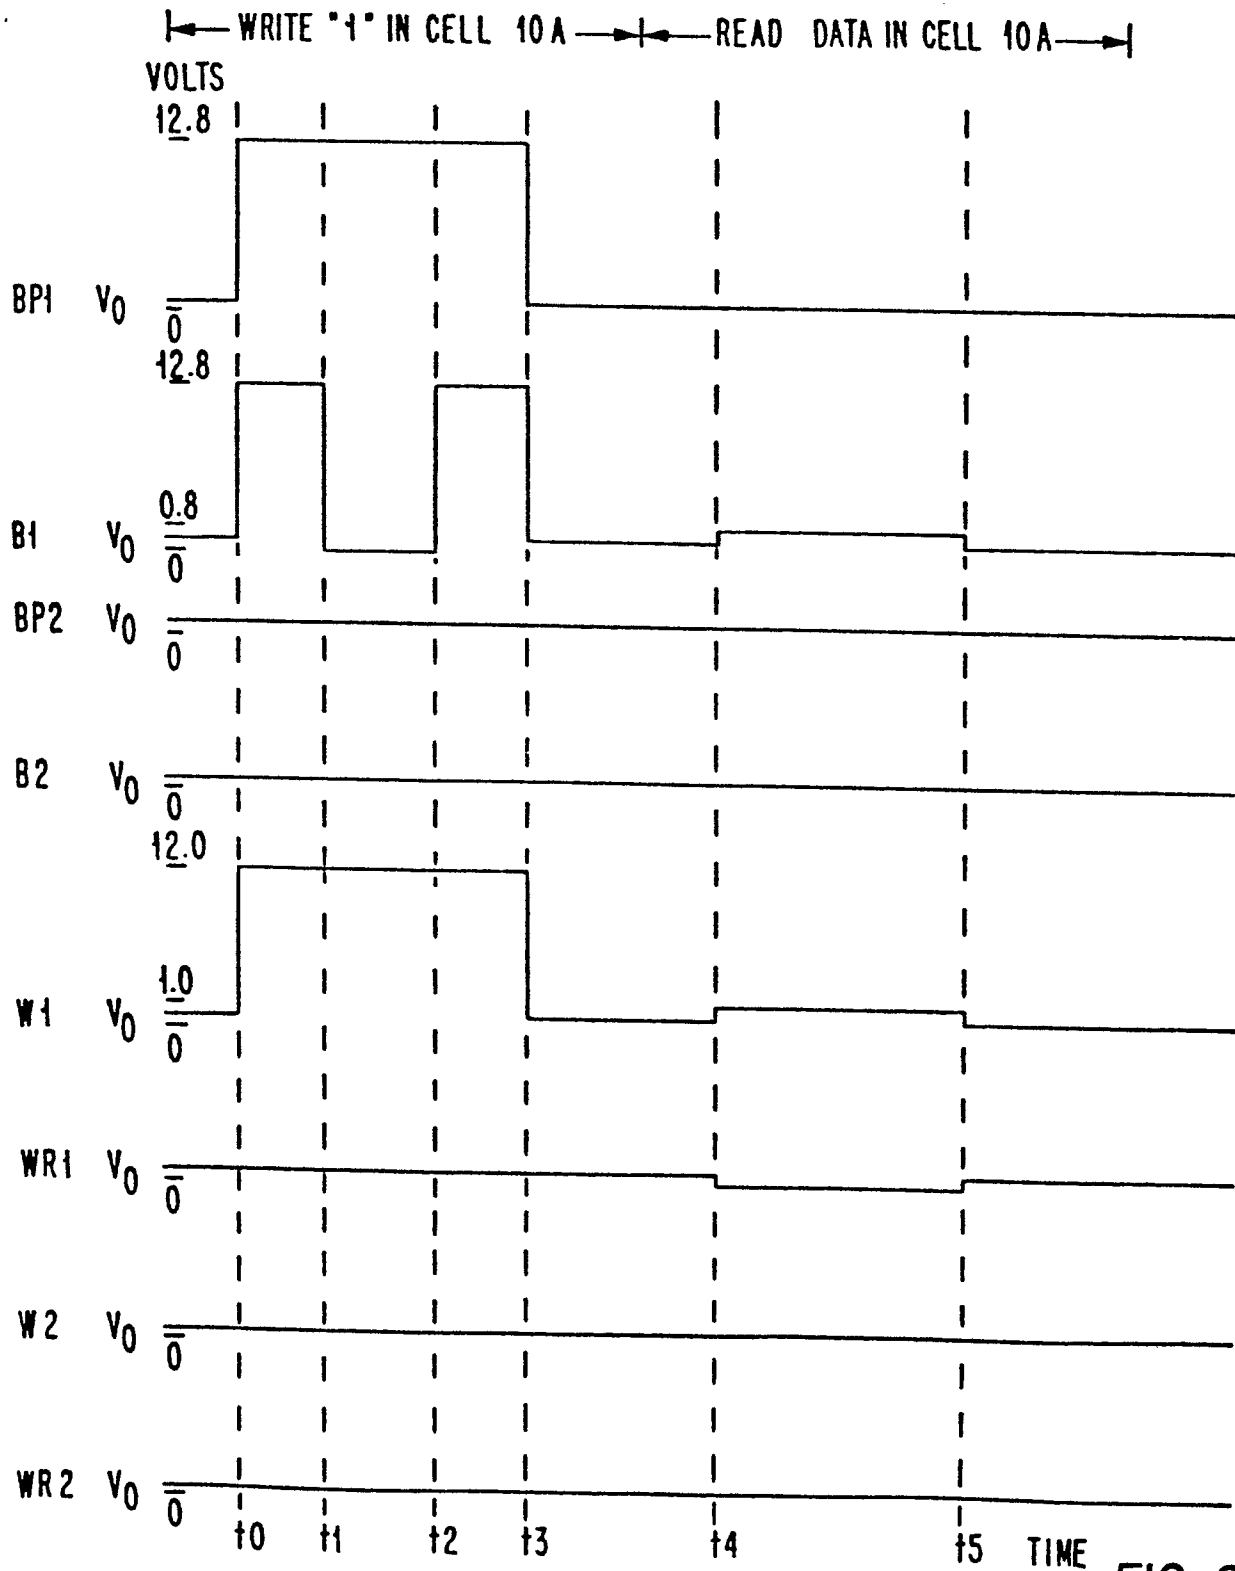 WRITE "1" IN CELL 10A READ DATA IN CELL 10A
VOLTS
12.8
BP1 V0 0
12.8
0.8
B1 V0 0
BP2 V0 0
B2 V0 0
12.0
1.0
W1 V0 0
WR1 V0 0
W2 V0 0
WR2 V0 0
t0 t1 t2 t3 t4 t5 TIME